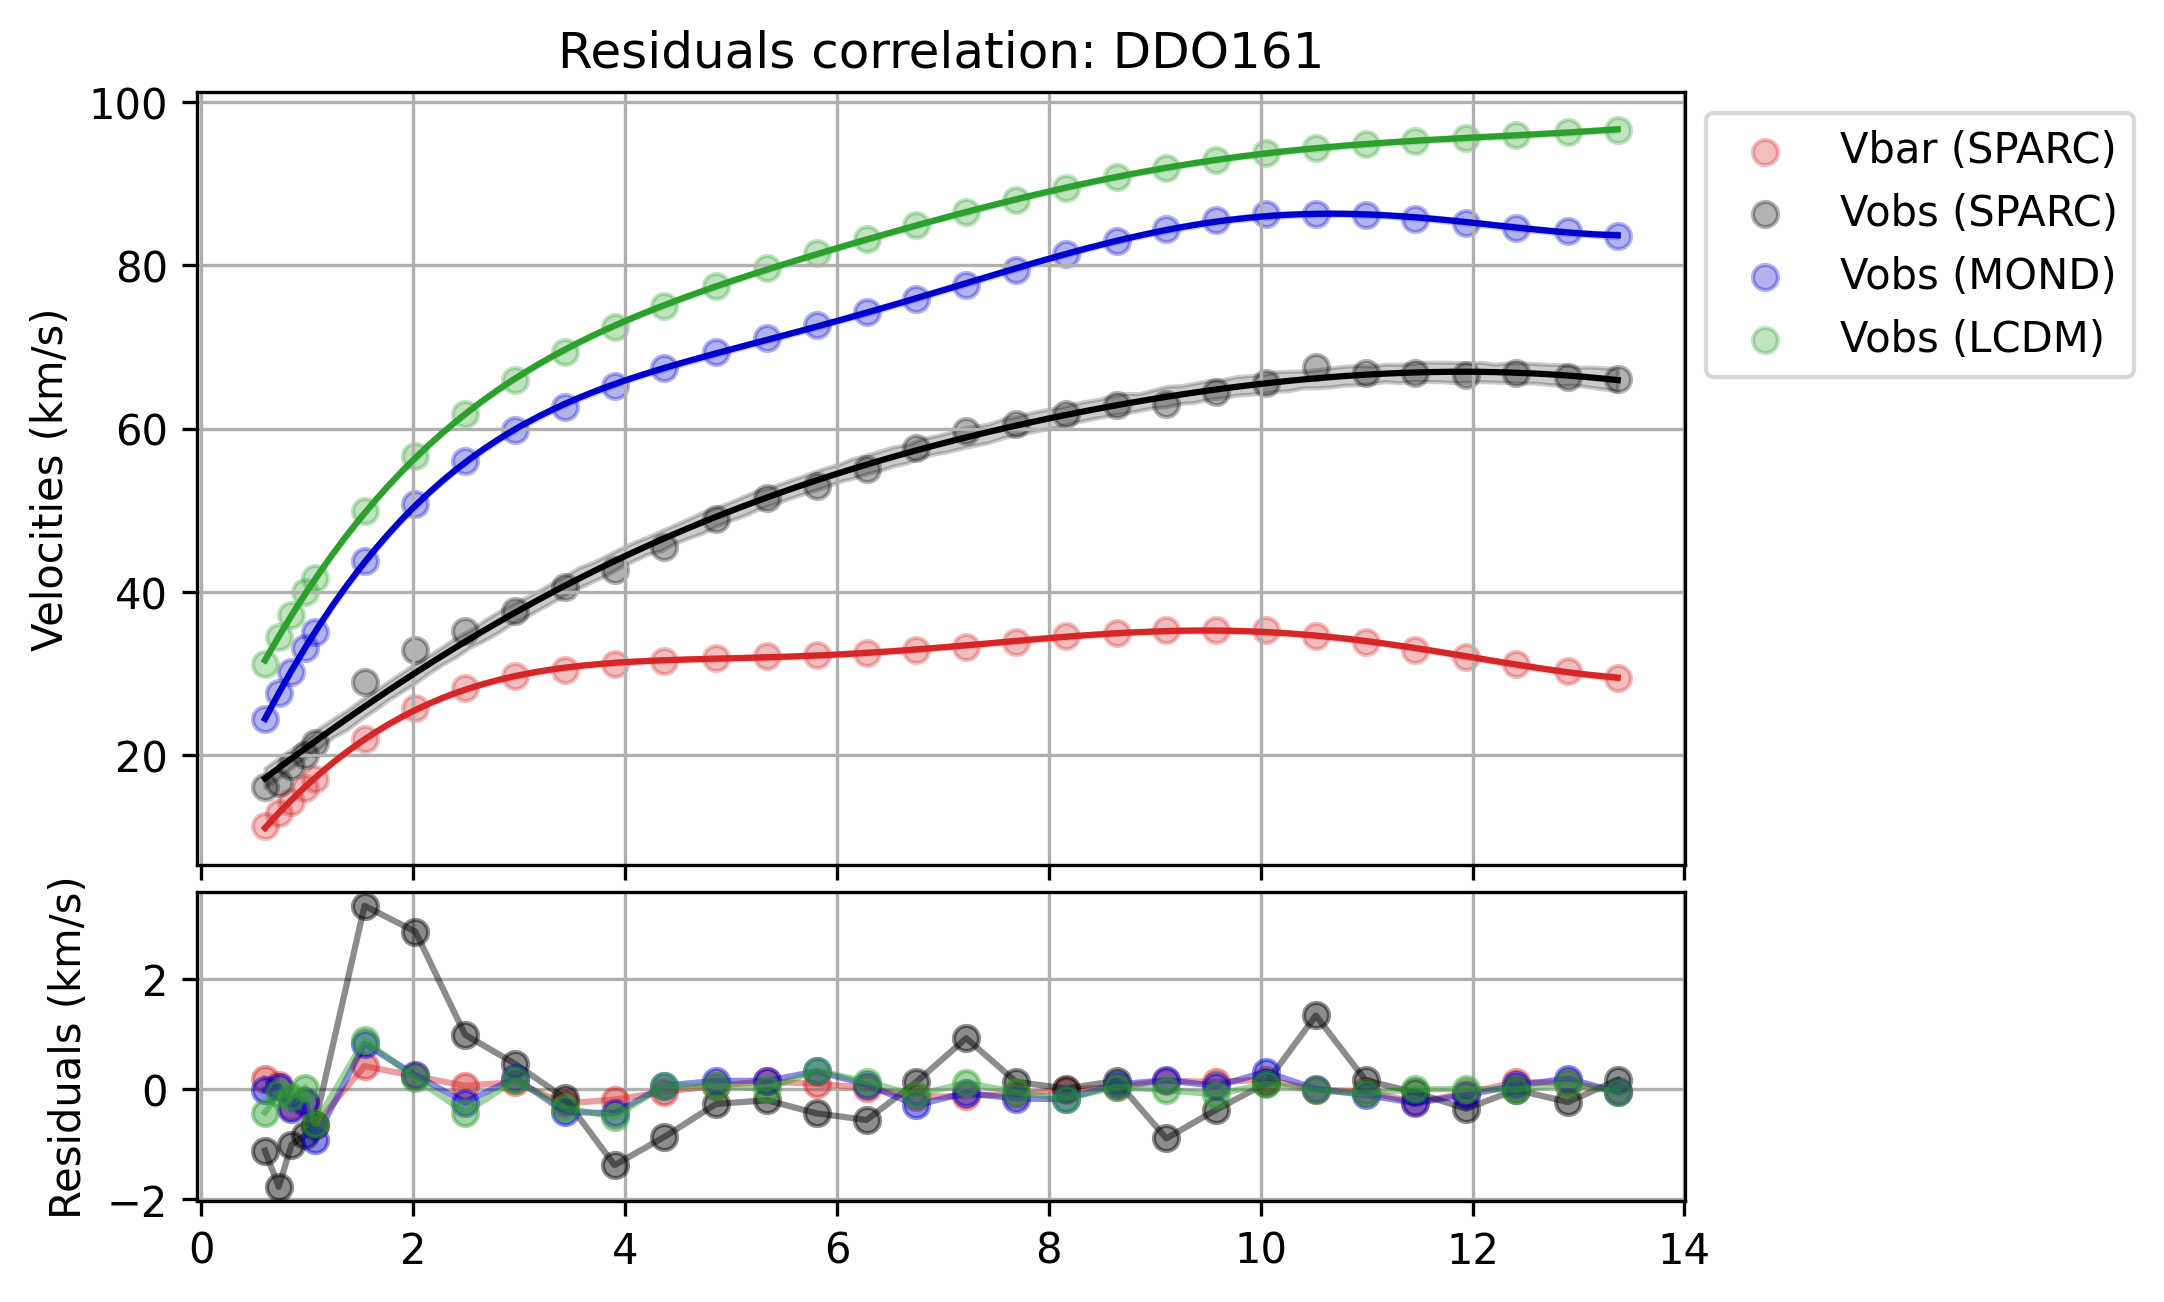 Residuals correlation: DDO161
100
80
60
40
20
Velocities (km/s)
Vbar (SPARC)
Vobs (SPARC)
Vobs (MOND)
Vobs (LCDM)
2
0
−2
Residuals (km/s)
0 2 4 6 8 10 12 14